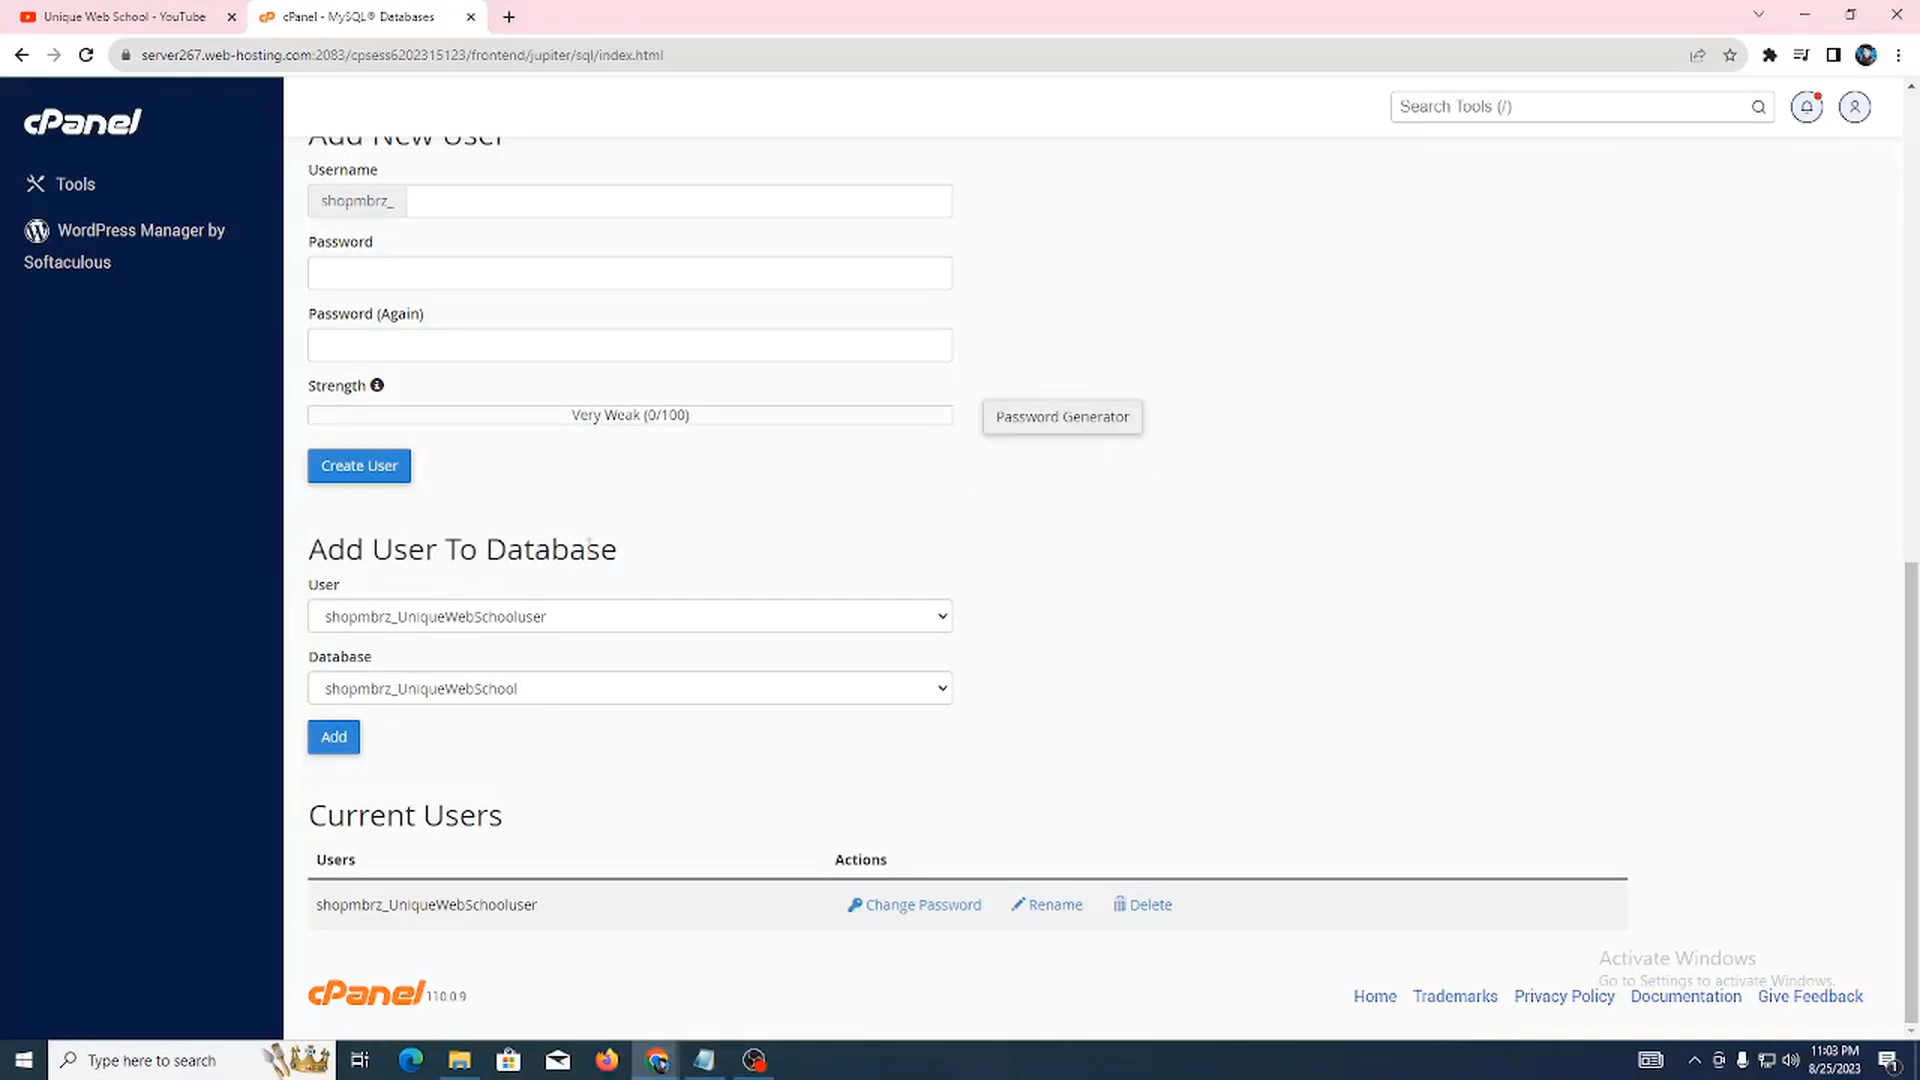 Unique Web School - YouTube
cPanel - MySQL® Databases
server267.web-hosting.com:2083/cpsess6202315123/frontend/jupiter/sql/index.html
cPanel
Search Tools (/)
Tools
WordPress Manager by
Softaculous
Add New User
Username
shopmbrz_
Password
Password (Again)
Strength
Very Weak (0/100)
Password Generator
Create User
Add User To Database
User
shopmbrz_UniqueWebSchooluser
Database
shopmbrz_UniqueWebSchool
Add
Current Users
Users Actions
shopmbrz_UniqueWebSchooluser Change Password Rename Delete
Activate Windows
Go to Settings to activate Windows.
cPanel 110.0.9
Home Trademarks Privacy Policy Documentation Give Feedback
Type here to search
11:03 PM
8/25/2023
1